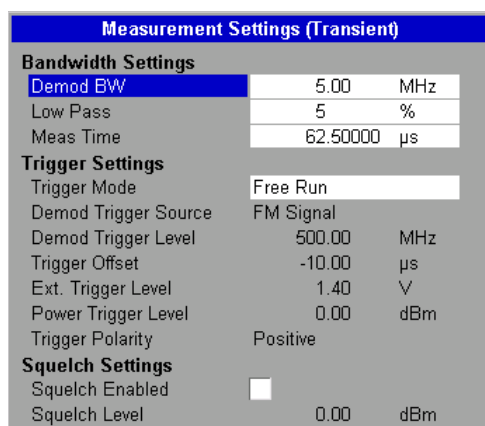 Measurement Settings (Transient)
Bandwidth Settings
Demod BW 5.00 MHz
Low Pass 5 %
Meas Time 62.50000 µs
Trigger Settings
Trigger Mode Free Run
Demod Trigger Source FM Signal
Demod Trigger Level 500.00 MHz
Trigger Offset -10.00 µs
Ext. Trigger Level 1.40 V
Power Trigger Level 0.00 dBm
Trigger Polarity Positive
Squelch Settings
Squelch Enabled
Squelch Level 0.00 dBm